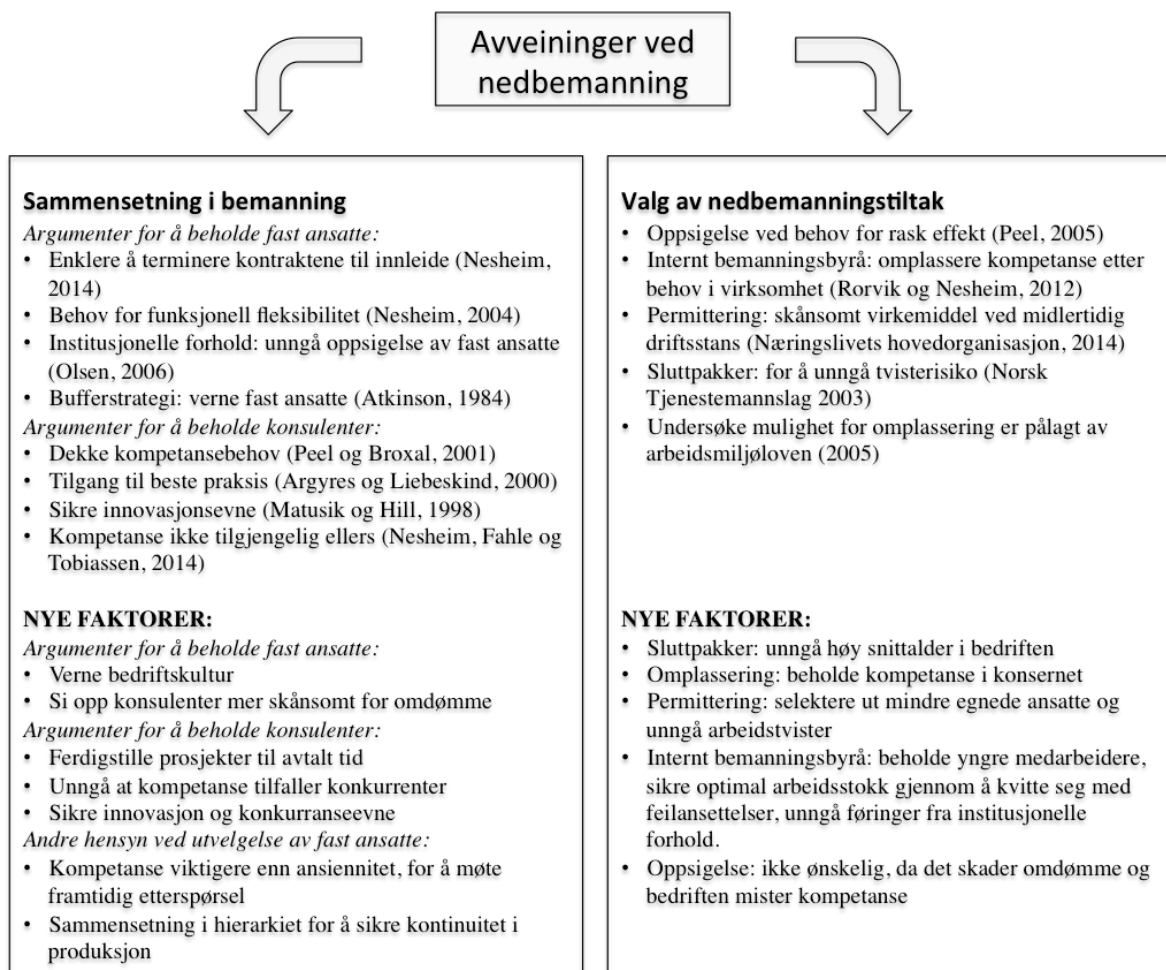 Avveininger ved
nedbemanning
Sammensetning i bemanning
Argumenter for å beholde fast ansatte:
• Enklere å terminere kontraktene til innleide (Nesheim,
2014)
• Behov for funksjonell fleksibilitet (Nesheim, 2004)
• Institusjonelle forhold: unngå oppsigelse av fast ansatte
(Olsen, 2006)
• Bufferstrategi: verne fast ansatte (Atkinson, 1984)
Argumenter for å beholde konsulenter:
• Dekke kompetansebehov (Peel og Broxal, 2001)
• Tilgang til beste praksis (Argyres og Liebeskind, 2000)
• Sikre innovasjonsevne (Matusik og Hill, 1998)
• Kompetanse ikke tilgjengelig ellers (Nesheim, Fahle og
Tobiassen, 2014)
NYE FAKTORER:
Argumenter for å beholde fast ansatte:
• Verne bedriftskultur
• Si opp konsulenter mer skånsomt for omdømme
Argumenter for å beholde konsulenter:
• Ferdigstille prosjekter til avtalt tid
• Unngå at kompetanse tilfaller konkurrenter
• Sikre innovasjon og konkurranseevne
Andre hensyn ved utvelgelse av fast ansatte:
• Kompetanse viktigere enn ansiennitet, for å møte
framtidig etterspørsel
• Sammensetning i hierarkiet for å sikre kontinuitet i
produksjon
Valg av nedbemanningstiltak
• Oppsigelse ved behov for rask effekt (Peel, 2005)
• Internt bemanningsbyrå: omplassere kompetanse etter
behov i virksomhet (Rorvik og Nesheim, 2012)
• Permittering: skånsomt virkemiddel ved midlertidig
driftsstans (Næringslivets hovedorganisasjon, 2014)
• Sluttpakker: for å unngå tvisterisiko (Norsk
Tjenestemannslag 2003)
• Undersøke mulighet for omplassering er pålagt av
arbeidsmiljøloven (2005)
NYE FAKTORER:
• Sluttpakker: unngå høy snittalder i bedriften
• Omplassering: beholde kompetanse i konsernet
• Permittering: selektere ut mindre egnede ansatte og
unngå arbeidstvister
• Internt bemanningsbyrå: beholde yngre medarbeidere,
sikre optimal arbeidsstokk gjennom å kvitte seg med
feilansettelser, unngå føringer fra institusjonelle
forhold.
• Oppsigelse: ikke ønskelig, da det skader omdømme og
bedriften mister kompetanse